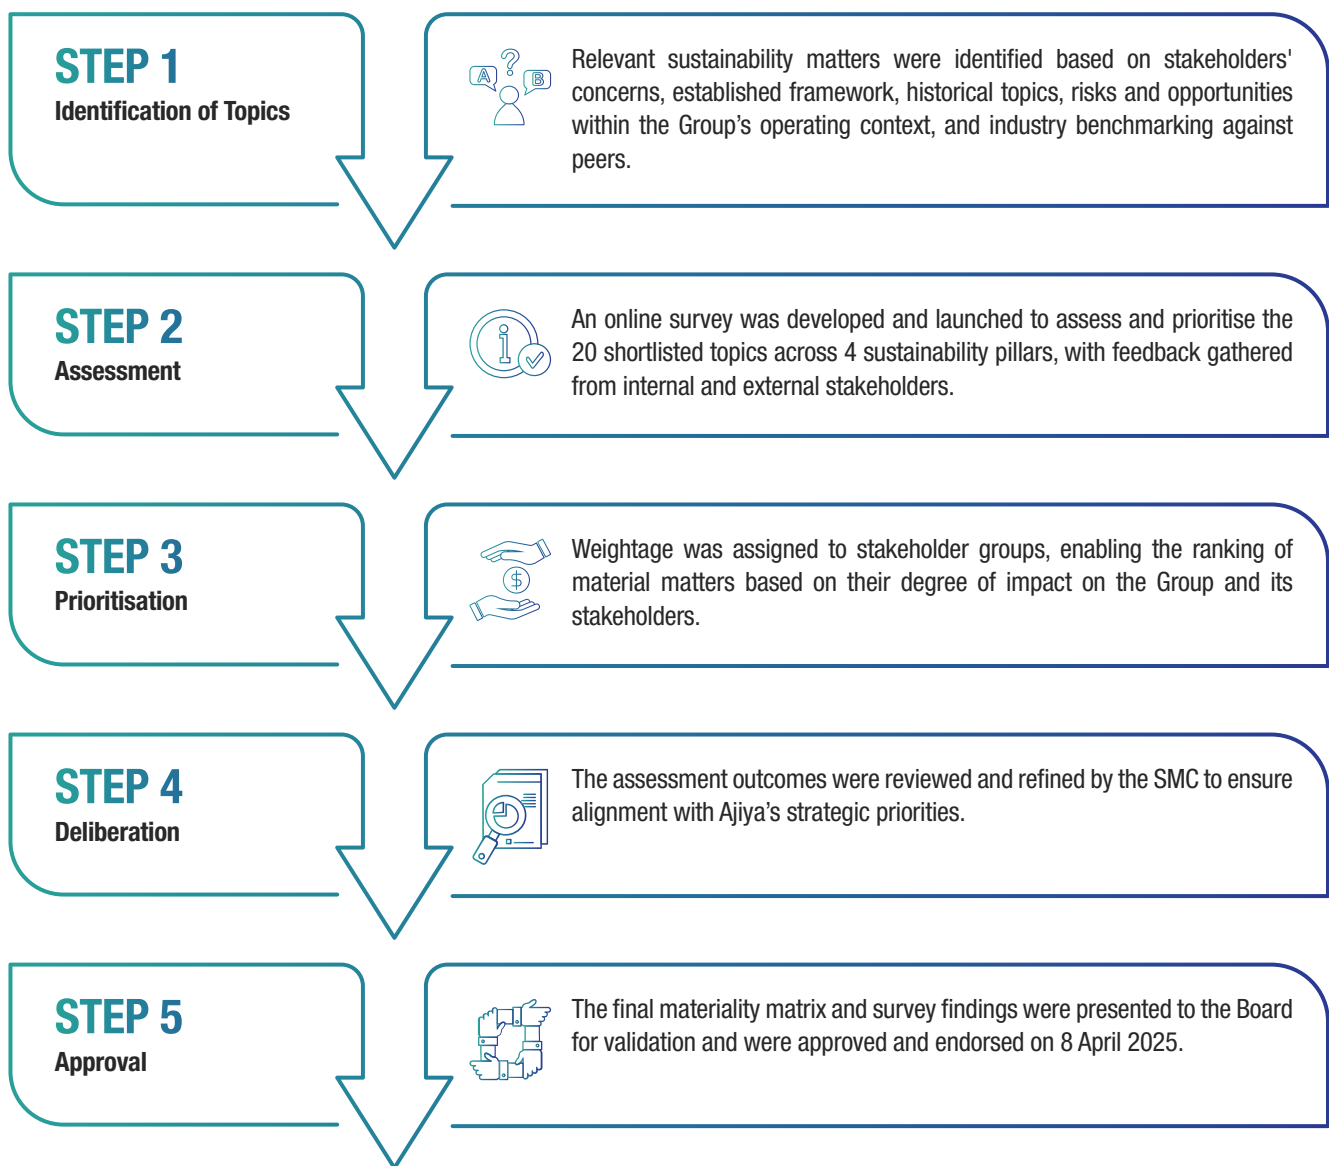 STEP 1
Identification of Topics
A ? B
Relevant sustainability matters were identified based on stakeholders'
concerns, established framework, historical topics, risks and opportunities
within the Group's operating context, and industry benchmarking against
peers.
STEP 2
Assessment
i
An online survey was developed and launched to assess and prioritise the
20 shortlisted topics across 4 sustainability pillars, with feedback gathered
from internal and external stakeholders.
STEP 3
Prioritisation
$
Weightage was assigned to stakeholder groups, enabling the ranking of
material matters based on their degree of impact on the Group and its
stakeholders.
STEP 4
Deliberation
The assessment outcomes were reviewed and refined by the SMC to ensure
alignment with Ajiya's strategic priorities.
STEP 5
Approval
The final materiality matrix and survey findings were presented to the Board
for validation and were approved and endorsed on 8 April 2025.